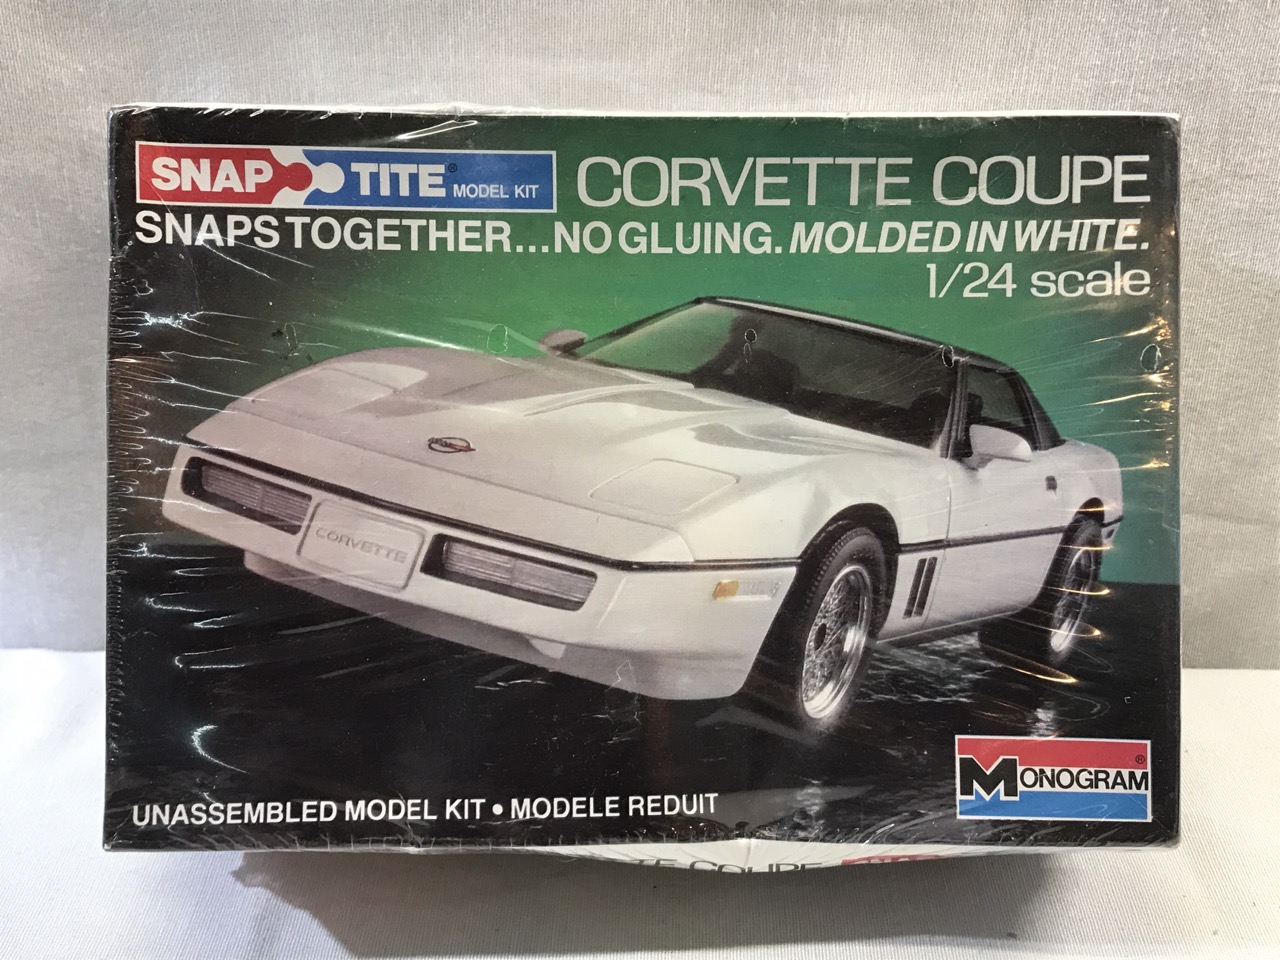 SNAP TITE® MODEL KIT CORVETTE COUPE
SNAPS TOGETHER...NO GLUING. MOLDED IN WHITE.
1/24 scale
CORVETTE
MONOGRAM®
UNASSEMBLED MODEL KIT • MODELE REDUIT
COUPE